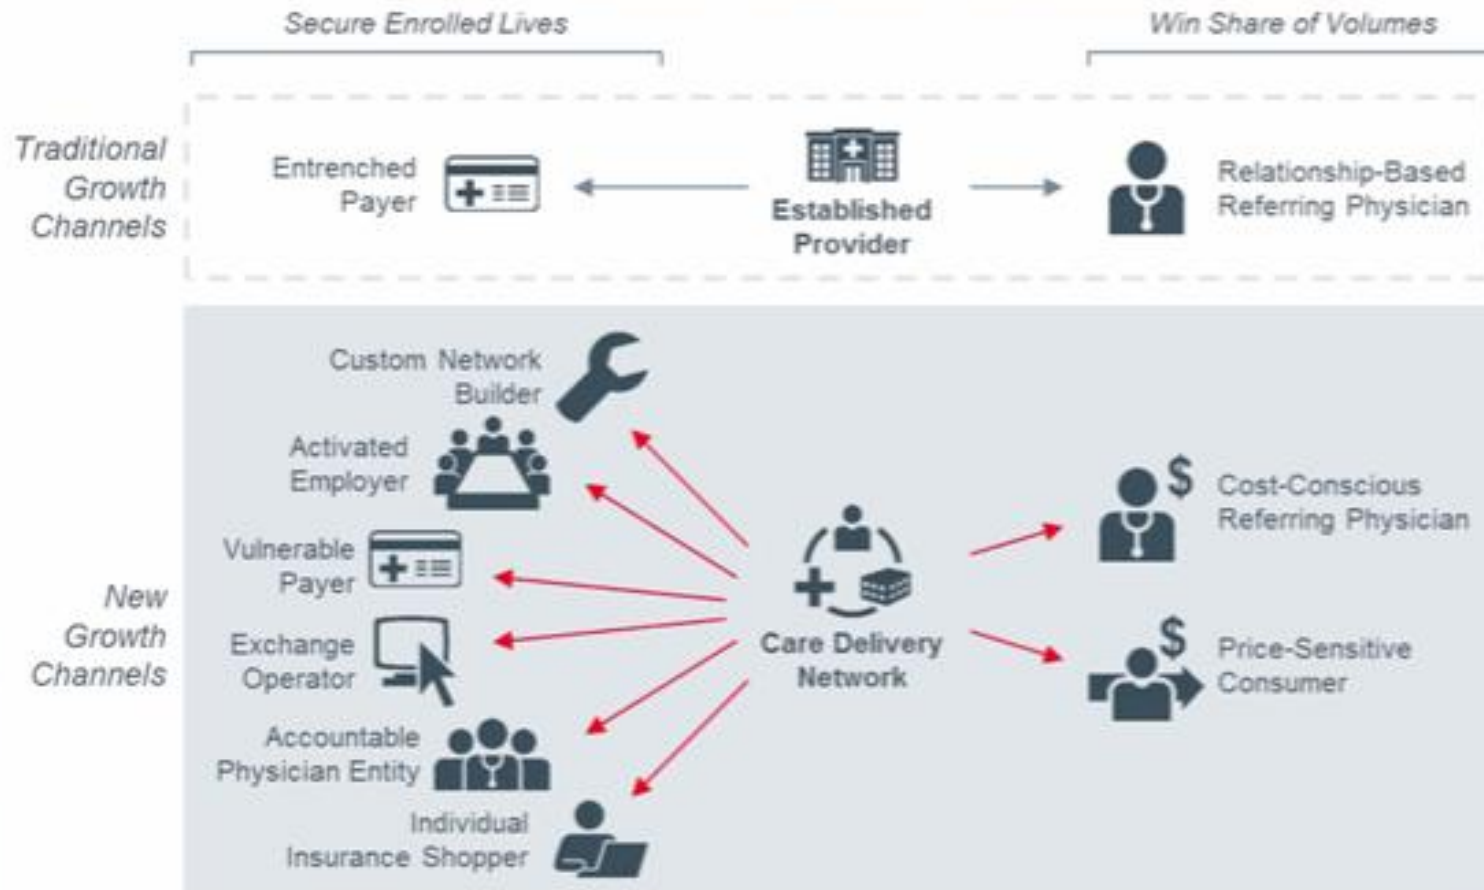 Secure Enrolled Lives
Win Share of Volumes
Traditional
Growth
Channels
Entrenched
Payer
Established
Provider
Relationship-Based
Referring Physician
New
Growth
Channels
Custom Network
Builder
Activated
Employer
Vulnerable
Payer
Exchange
Operator
Accountable
Physician Entity
Individual
Insurance Shopper
Care Delivery
Network
$
Cost-Conscious
Referring Physician
$
Price-Sensitive
Consumer